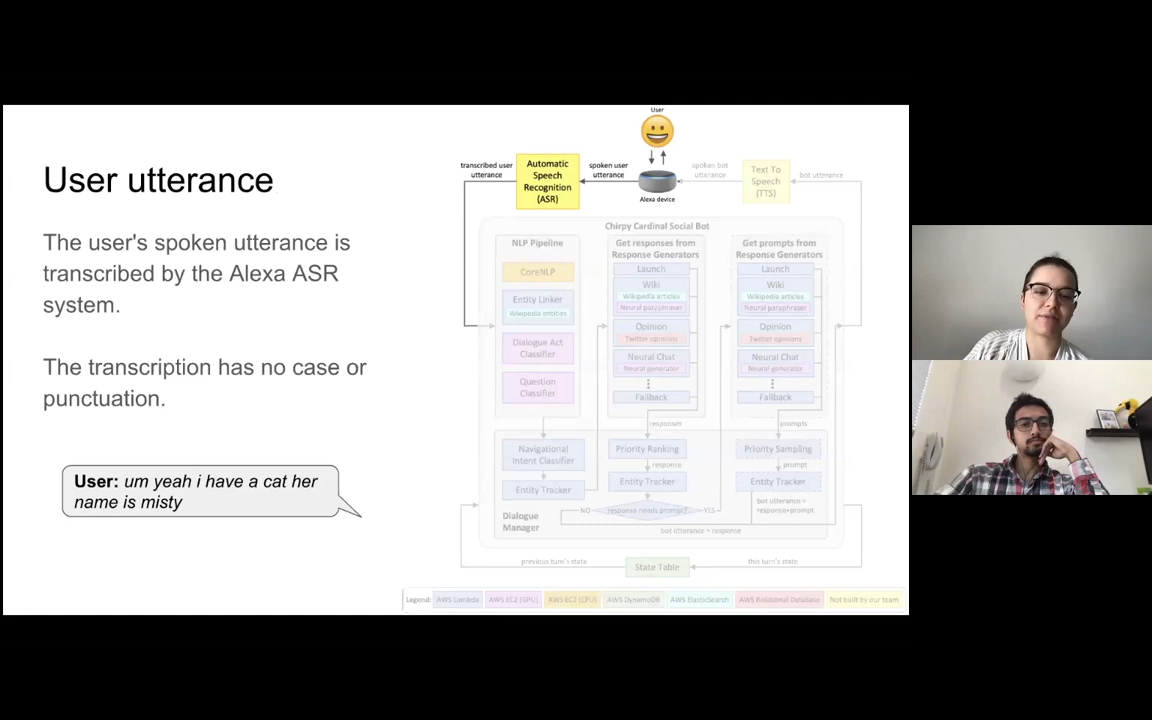 User utterance
The user's spoken utterance is
transcribed by the Alexa ASR
system.
The transcription has no case or
punctuation.
User: um yeah i have a cat her
name is misty
User
transcribed user
utterance
Automatic
Speech
Recognition
(ASR)
spoken user
utterance
Alexa device
spoken bot
utterance
Text To
Speech
(TTS)
bot utterance
Chirpy Cardinal Social Bot
NLP Pipeline
CoreNLP
Entity Linker
Wikipedia entities
Dialogue Act
Classifier
Question
Classifier
Get responses from
Response Generators
Launch
Wiki
Wikipedia articles
Neural paraphraser
Opinion
Twitter opinions
Neural Chat
Neural generator
Fallback
Get prompts from
Response Generators
Launch
Wiki
Wikipedia articles
Neural paraphraser
Opinion
Twitter opinions
Neural Chat
Neural generator
Fallback
responses
prompts
Navigational
Intent Classifier
Entity Tracker
Priority Ranking
response
Entity Tracker
Priority Sampling
prompt
Entity Tracker
NO
response needs prompt?
YES
bot utterance =
response+prompt
Dialogue
Manager
bot utterance = response
previous turn's state
State Table
this turn's state
Legend: AWS Lambda AWS EC2 (GPU) AWS EC2 (CPU) AWS DynamoDB AWS ElasticSearch AWS Relational Database Not built by our team